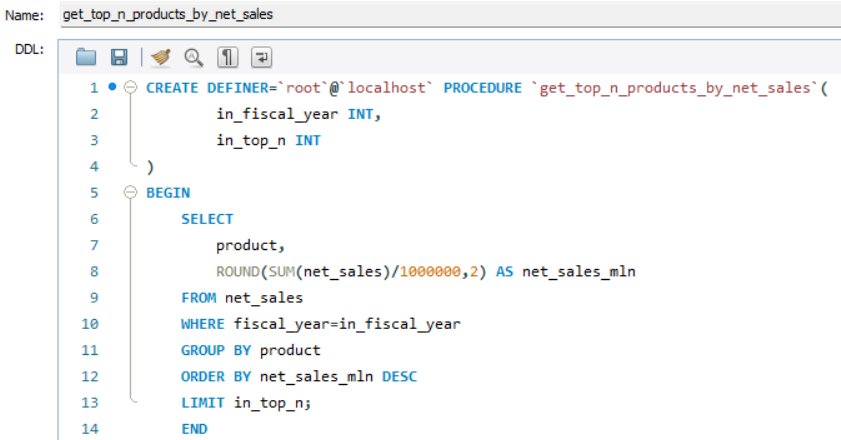 Name: get_top_n_products_by_net_sales
DDL:
1 CREATE DEFINER=`root`@`localhost` PROCEDURE `get_top_n_products_by_net_sales`(
2 in_fiscal_year INT,
3 in_top_n INT
4 )
5 BEGIN
6 SELECT
7 product,
8 ROUND(SUM(net_sales)/1000000,2) AS net_sales_mln
9 FROM net_sales
10 WHERE fiscal_year=in_fiscal_year
11 GROUP BY product
12 ORDER BY net_sales_mln DESC
13 LIMIT in_top_n;
14 END